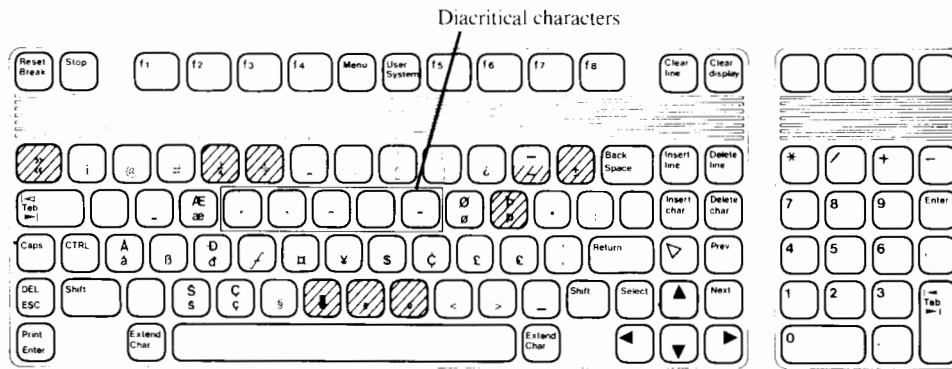 Diacritical characters
Reset Break Stop f1 f2 f3 f4 Menu User System f5 f6 f7 f8 Clear line Clear display
» « ¡ @ # ¿ ± Back Space Insert line Delete line * / + -
Tab Æ æ Ø ø Þ þ Insert char Delete char 7 8 9 Enter
Caps CTRL Å å ß Đ đ ƒ ¤ ¥ $ ₵ £ Return Prev 4 5 6
DEL ESC Shift Š š Ç ç § < > _ Shift Select ▲ Next 1 2 3 Tab
Print Enter Extend Char Extend Char ◀ ▼ ▶ 0 .